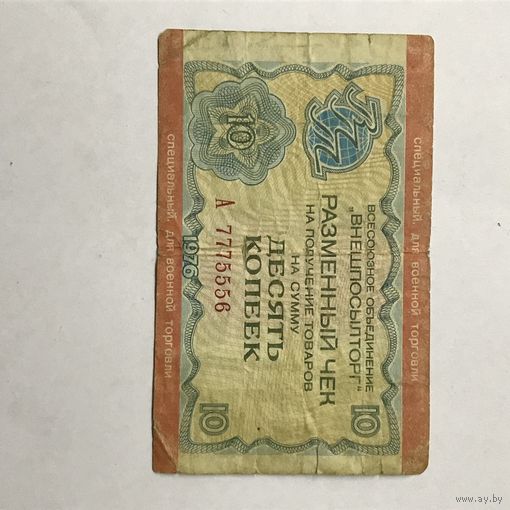 специальный, для военной торговли
ВСЕСОЮЗНОЕ ОБЪЕДИНЕНИЕ
„ВНЕШПОСЫЛТОРГ“
РАЗМЕННЫЙ ЧЕК
НА ПОЛУЧЕНИЕ ТОВАРОВ
НА СУММУ
ДЕСЯТЬ
КОПЕЕК
10
А 7775556
1976
10
10
специальный, для военной торговли
www.ay.by